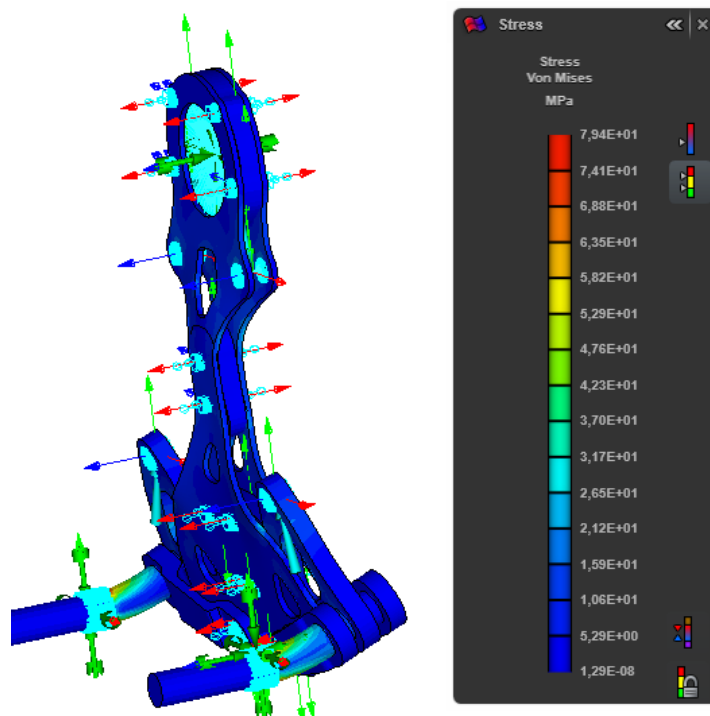 Stress
Stress
Von Mises
MPa
7,94E+01
7,41E+01
6,88E+01
6,35E+01
5,82E+01
5,29E+01
4,76E+01
4,23E+01
3,70E+01
3,17E+01
2,65E+01
2,12E+01
1,59E+01
1,06E+01
5,29E+00
1,29E-08